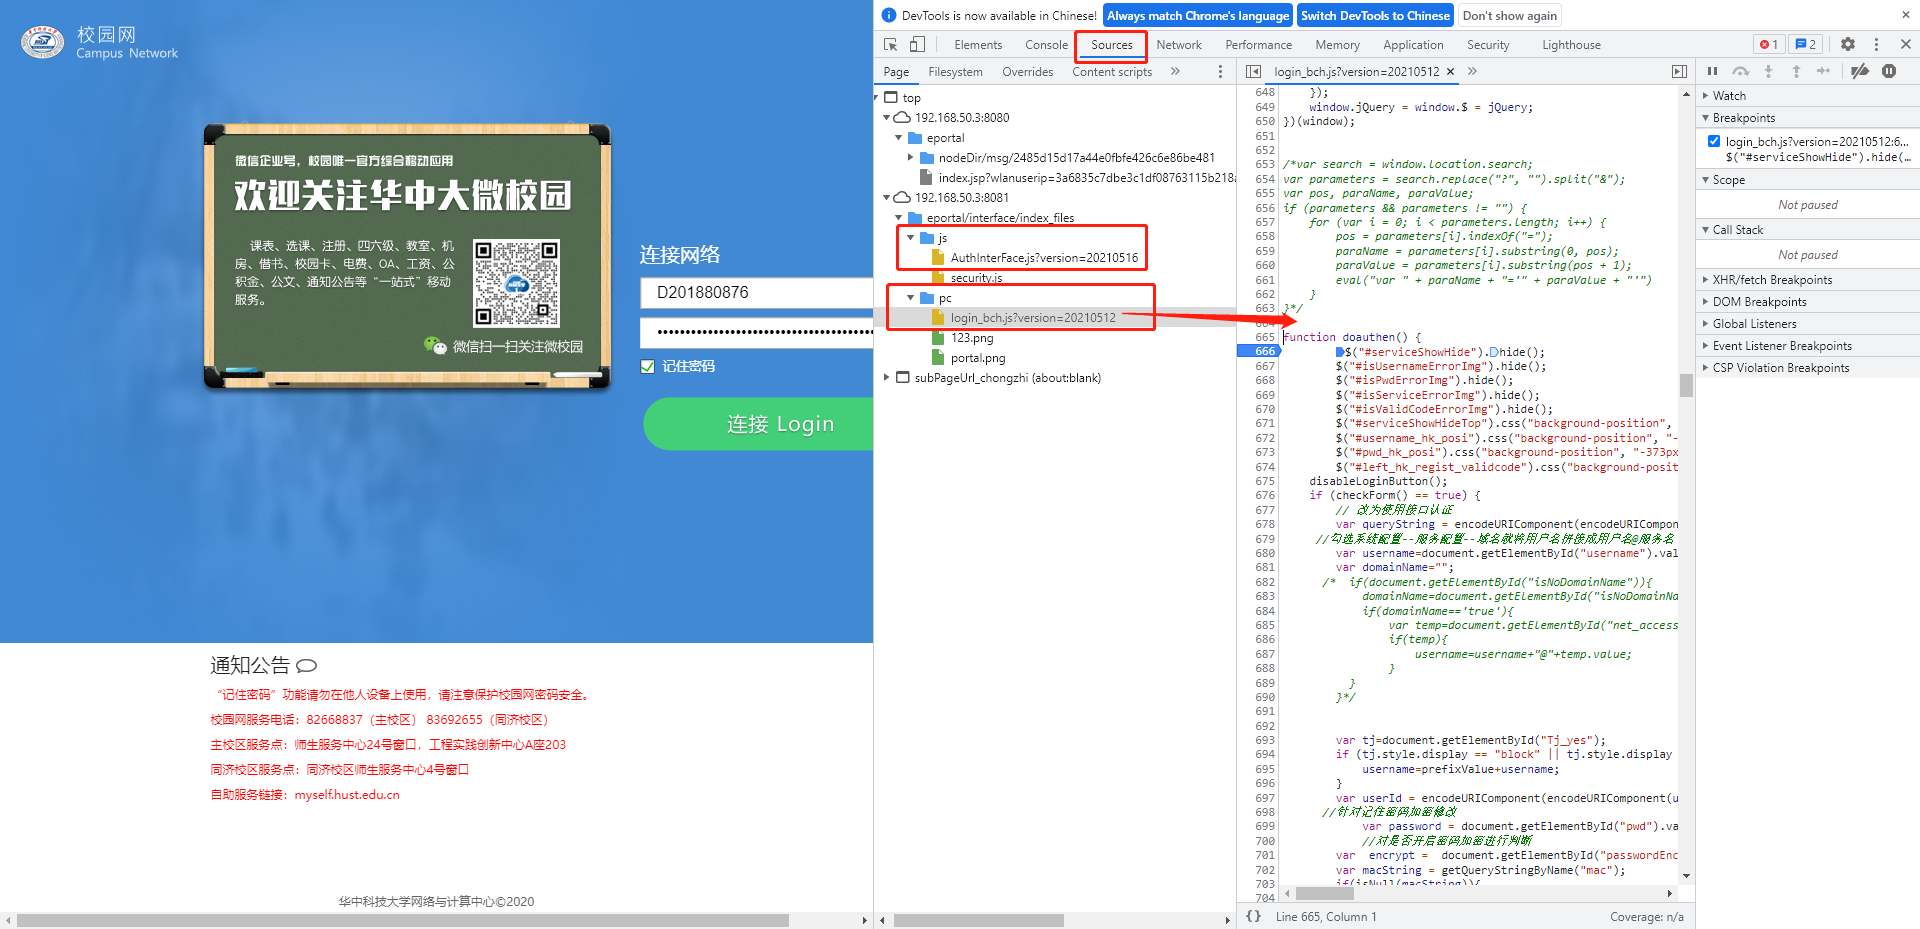 校园网
Campus Network
微信企业号，校园唯一官方综合移动应用
欢迎关注华中大微校园
课表、选课、注册、四六级、教室、机
房、借书、校园卡、电费、OA、工资、公
积金、公文、通知公告等“一站式”移动
服务。
微信扫一扫关注微校园
连接网络
D201880876
••••••••••••••••••••••••••••••••••••
记住密码
连接 Login
通知公告
“记住密码”功能请勿在他人设备上使用，请注意保护校园网密码安全。
校园网服务电话：82668837（主校区） 83692655（同济校区）
主校区服务点：师生服务中心24号窗口，工程实践创新中心A座203
同济校区服务点：同济校区师生服务中心4号窗口
自助服务链接：myself.hust.edu.cn
华中科技大学网络与计算中心©2020
DevTools is now available in Chinese! Always match Chrome's language Switch DevTools to Chinese Don't show again ×
Elements Console Sources Network Performance Memory Application Security Lighthouse 1 2
Page Filesystem Overrides Content scripts »
top
192.168.50.3:8080
eportal
nodeDir/msg/2485d15d17a44e0fbfe426c6e86be481
index.jsp?wlanuserip=3a6835c7dbe3c1df08763115b218a
192.168.50.3:8081
eportal/interface/index_files
js
AuthInterFace.js?version=20210516
security.js
pc
login_bch.js?version=20210512
123.png
portal.png
subPageUrl_chongzhi (about:blank)
login_bch.js?version=20210512 × »
648 });
649 window.jQuery = window.$ = jQuery;
650 })(window);
651
652
653 /*var search = window.location.search;
654 var parameters = search.replace("?", "").split("&");
655 var pos, paraName, paraValue;
656 if (parameters && parameters != "") {
657 for (var i = 0; i < parameters.length; i++) {
658 pos = parameters[i].indexOf("=");
659 paraName = parameters[i].substring(0, pos);
660 paraValue = parameters[i].substring(pos + 1);
661 eval("var " + paraName + "='" + paraValue + "'")
662 }
663 }*/
664
665 function doauthen() {
666 $("#serviceShowHide").hide();
667 $("#isUsernameErrorImg").hide();
668 $("#isPwdErrorImg").hide();
669 $("#isServiceErrorImg").hide();
670 $("#isValidCodeErrorImg").hide();
671 $("#serviceShowHideTop").css("background-position",
672 $("#username_hk_posi").css("background-position", "-
673 $("#pwd_hk_posi").css("background-position", "-373px
674 $("#left_hk_regist_validcode").css("background-posit
675 disableLoginButton();
676 if (checkForm() == true) {
677 // 改为使用接口认证
678 var queryString = encodeURIComponent(encodeURICompon
679 //勾选系统配置--服务配置--域名就将用户名拼接成用户名@服务名
680 var username=document.getElementById("username").val
681 var domainName="";
682 /* if(document.getElementById("isNoDomainName")){
683 domainName=document.getElementById("isNoDomainNa
684 if(domainName=='true'){
685 var temp=document.getElementById("net_access
686 if(temp){
687 username=username+"@"+temp.value;
688 }
689 }
690 }*/
691
692
693 var tj=document.getElementById("Tj_yes");
694 if (tj.style.display == "block" || tj.style.display
695 username=prefixValue+username;
696 }
697 var userId = encodeURIComponent(encodeURIComponent(u
698 //针对记住密码加密修改
699 var password = document.getElementById("pwd").va
700 //对是否开启密码加密进行判断
701 var encrypt = document.getElementById("passwordEnc
702 var macString = getQueryStringByName("mac");
703 if(isNull(macString)){
704
{} Line 665, Column 1 Coverage: n/a
Watch
Breakpoints
login_bch.js?version=20210512:6…
$("#serviceShowHide").hide(…
Scope
Not paused
Call Stack
Not paused
XHR/fetch Breakpoints
DOM Breakpoints
Global Listeners
Event Listener Breakpoints
CSP Violation Breakpoints